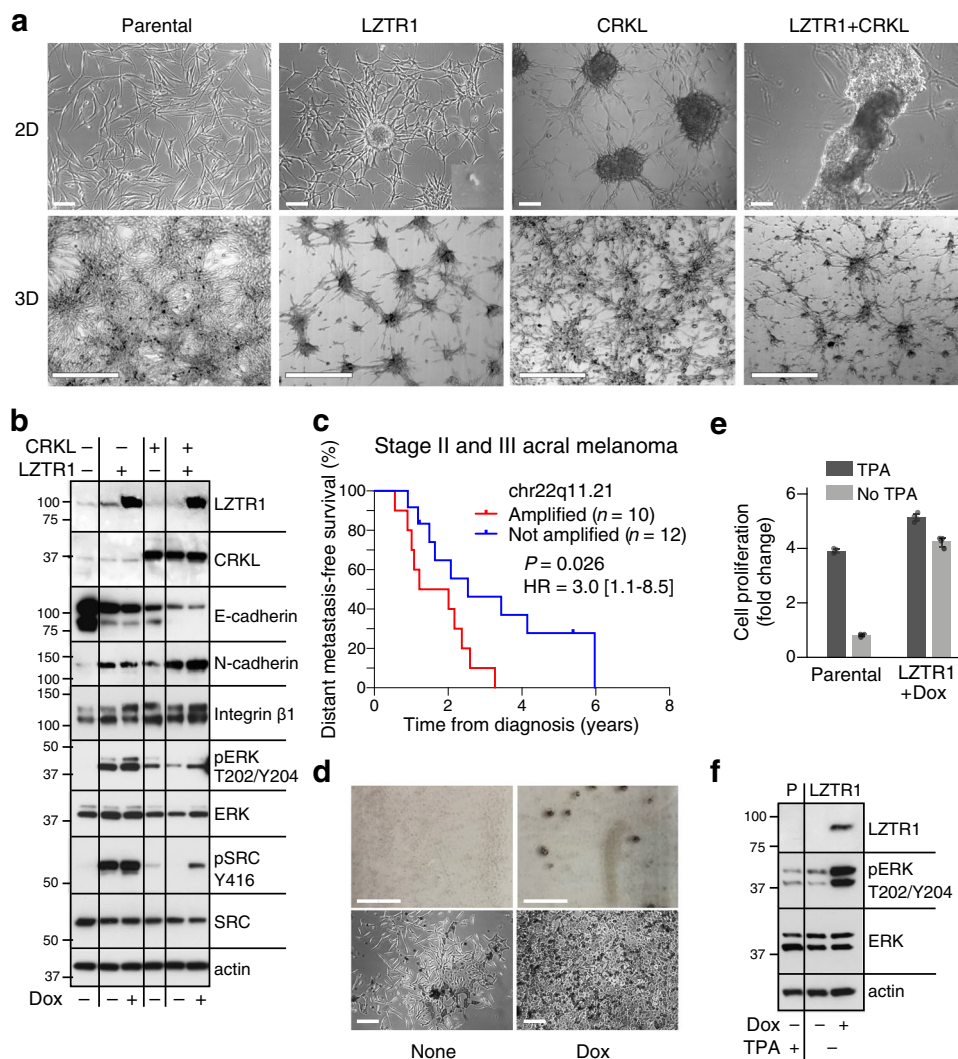 a
Parental
LZTR1
CRKL
LZTR1+CRKL
2D
3D
b
CRKL – – + +
LZTR1 – + – +
100
75
LZTR1
37
CRKL
100
75
E-cadherin
150
100
N-cadherin
150
100
Integrin β1
50
37
pERK
T202/Y204
37
ERK
50
pSRC
Y416
50
SRC
37
actin
Dox – – + – – +
c
Stage II and III acral melanoma
Distant metastasis-free survival (%)
100
80
60
40
20
0
0 2 4 6 8
Time from diagnosis (years)
chr22q11.21
Amplified (n = 10)
Not amplified (n = 12)
P = 0.026
HR = 3.0 [1.1-8.5]
d
None
Dox
e
TPA
No TPA
Cell proliferation
(fold change)
6
4
2
0
Parental
LZTR1
+Dox
f
P LZTR1
100
75
LZTR1
37
pERK
T202/Y204
37
ERK
37
actin
Dox – – +
TPA + –